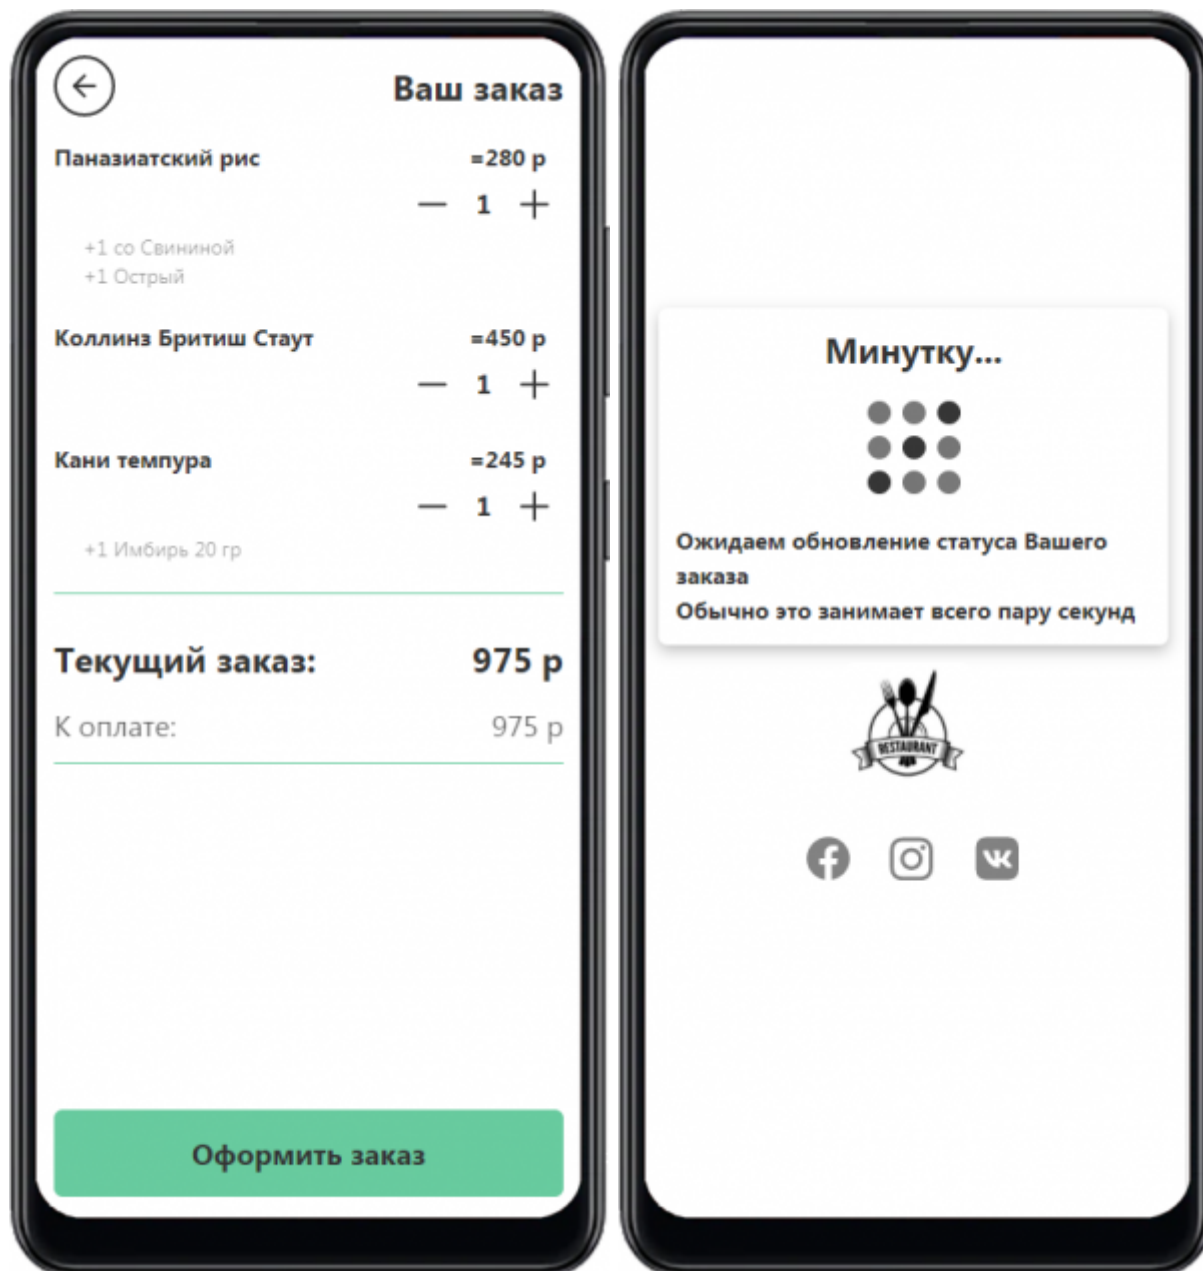 Ваш заказ
Паназиатский рис =280 р
1
+1 со Свининой
+1 Острый
Коллинз Бритиш Стаут =450 р
1
Кани темпура =245 р
1
+1 Имбирь 20 гр
Текущий заказ: 975 р
К оплате: 975 р
Оформить заказ
Минутку...
Ожидаем обновление статуса Вашего
заказа
Обычно это занимает всего пару секунд
RESTAURANT